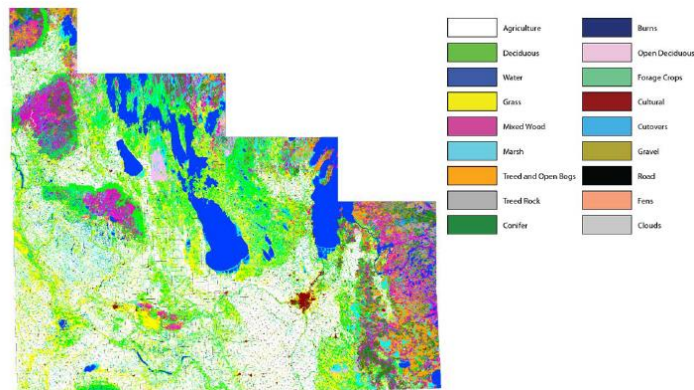 Agriculture
Deciduous
Water
Grass
Mixed Wood
Marsh
Treed and Open Bogs
Treed Rock
Conifer
Burns
Open Deciduous
Forage Crops
Cultural
Cutovers
Gravel
Road
Fens
Clouds